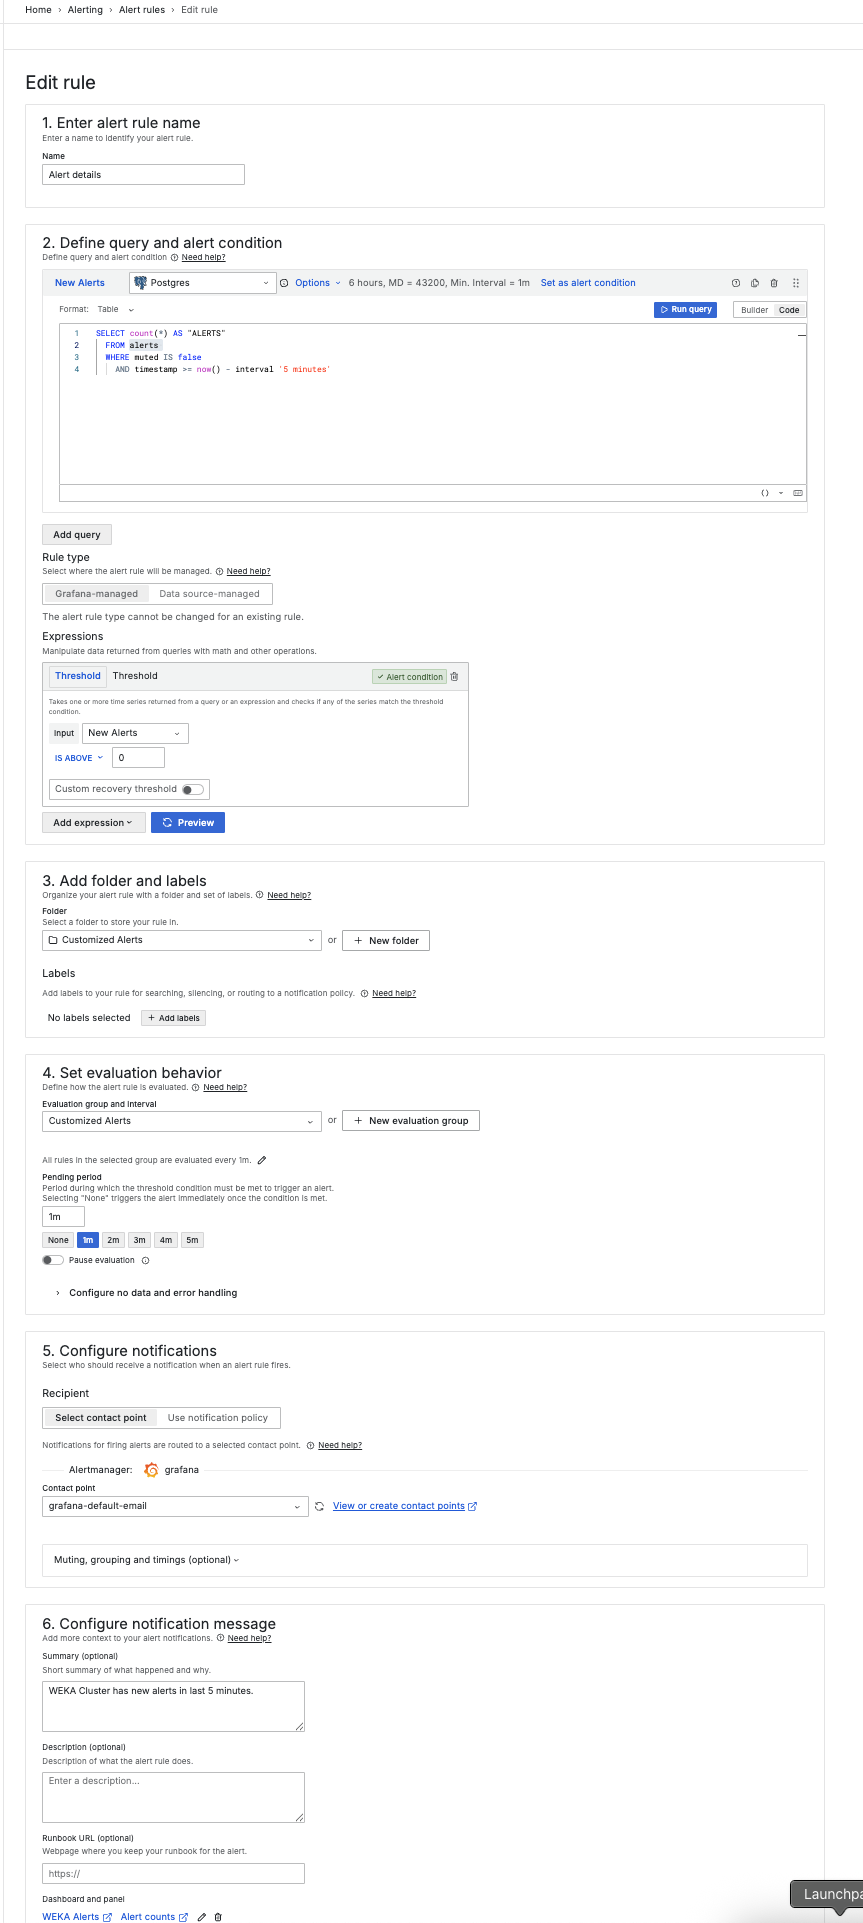 Home › Alerting › Alert rules › Edit rule
Edit rule
1. Enter alert rule name
Enter a name to identify your alert rule.
Name
Alert details
2. Define query and alert condition
Define query and alert condition Need help?
New Alerts Postgres Options 6 hours, MD = 43200, Min. Interval = 1m Set as alert condition
Format: Table Run query Builder Code
1 SELECT count(*) AS "ALERTS"
2 FROM alerts
3 WHERE muted IS false
4 AND timestamp >= now() - interval '5 minutes'
Add query
Rule type
Select where the alert rule will be managed. Need help?
Grafana-managed Data source-managed
The alert rule type cannot be changed for an existing rule.
Expressions
Manipulate data returned from queries with math and other operations.
Threshold Threshold Alert condition
Takes one or more time series returned from a query or an expression and checks if any of the series match the threshold
condition.
Input New Alerts
IS ABOVE 0
Custom recovery threshold
Add expression Preview
3. Add folder and labels
Organize your alert rule with a folder and set of labels. Need help?
Folder
Select a folder to store your rule in.
Customized Alerts or + New folder
Labels
Add labels to your rule for searching, silencing, or routing to a notification policy. Need help?
No labels selected + Add labels
4. Set evaluation behavior
Define how the alert rule is evaluated. Need help?
Evaluation group and interval
Customized Alerts or + New evaluation group
All rules in the selected group are evaluated every 1m.
Pending period
Period during which the threshold condition must be met to trigger an alert.
Selecting "None" triggers the alert immediately once the condition is met.
1m
None 1m 2m 3m 4m 5m
Pause evaluation
Configure no data and error handling
5. Configure notifications
Select who should receive a notification when an alert rule fires.
Recipient
Select contact point Use notification policy
Notifications for firing alerts are routed to a selected contact point. Need help?
Alertmanager: grafana
Contact point
grafana-default-email View or create contact points
Muting, grouping and timings (optional)
6. Configure notification message
Add more context to your alert notifications. Need help?
Summary (optional)
Short summary of what happened and why.
WEKA Cluster has new alerts in last 5 minutes.
Description (optional)
Description of what the alert rule does.
Enter a description...
Runbook URL (optional)
Webpage where you keep your runbook for the alert.
https://
Launchpa
Dashboard and panel
WEKA Alerts Alert counts